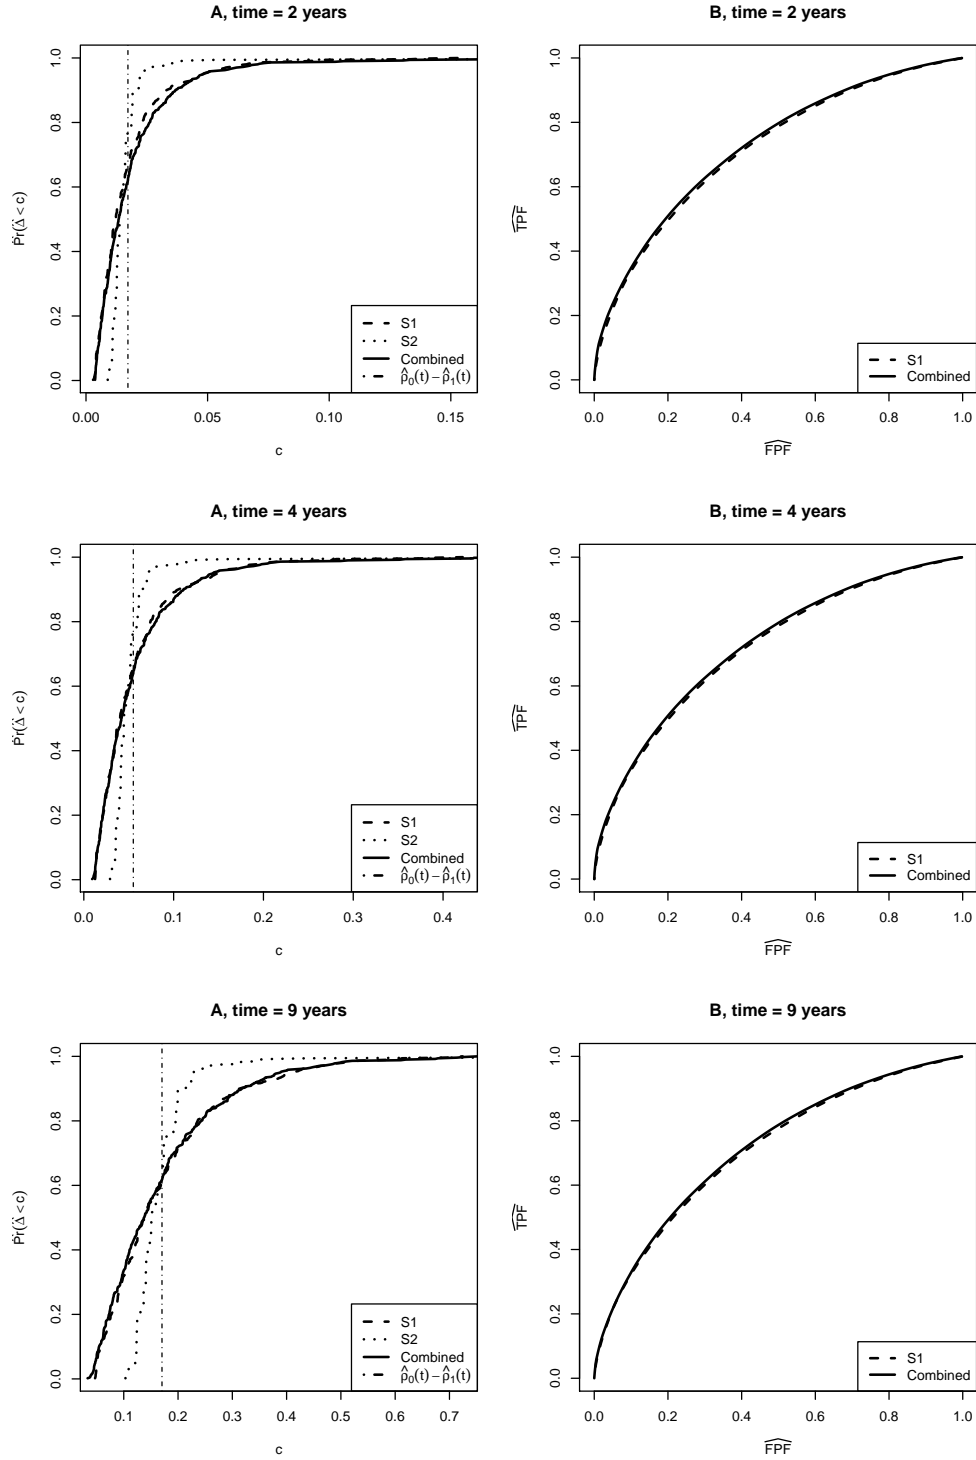 A, time = 2 years
P̂r(Δ̂ < c)
1.0
0.8
0.6
0.4
0.2
0.0
S1
S2
Combined
ρ̂₀(t) − ρ̂₁(t)
0.00 0.05 0.10 0.15
c
B, time = 2 years
TPF
1.0
0.8
0.6
0.4
0.2
0.0
S1
Combined
0.0 0.2 0.4 0.6 0.8 1.0
FPF
A, time = 4 years
P̂r(Δ̂ < c)
1.0
0.8
0.6
0.4
0.2
0.0
S1
S2
Combined
ρ̂₀(t) − ρ̂₁(t)
0.0 0.1 0.2 0.3 0.4
c
B, time = 4 years
TPF
1.0
0.8
0.6
0.4
0.2
0.0
S1
Combined
0.0 0.2 0.4 0.6 0.8 1.0
FPF
A, time = 9 years
P̂r(Δ̂ < c)
1.0
0.8
0.6
0.4
0.2
0.0
S1
S2
Combined
ρ̂₀(t) − ρ̂₁(t)
0.1 0.2 0.3 0.4 0.5 0.6 0.7
c
B, time = 9 years
TPF
1.0
0.8
0.6
0.4
0.2
0.0
S1
Combined
0.0 0.2 0.4 0.6 0.8 1.0
FPF